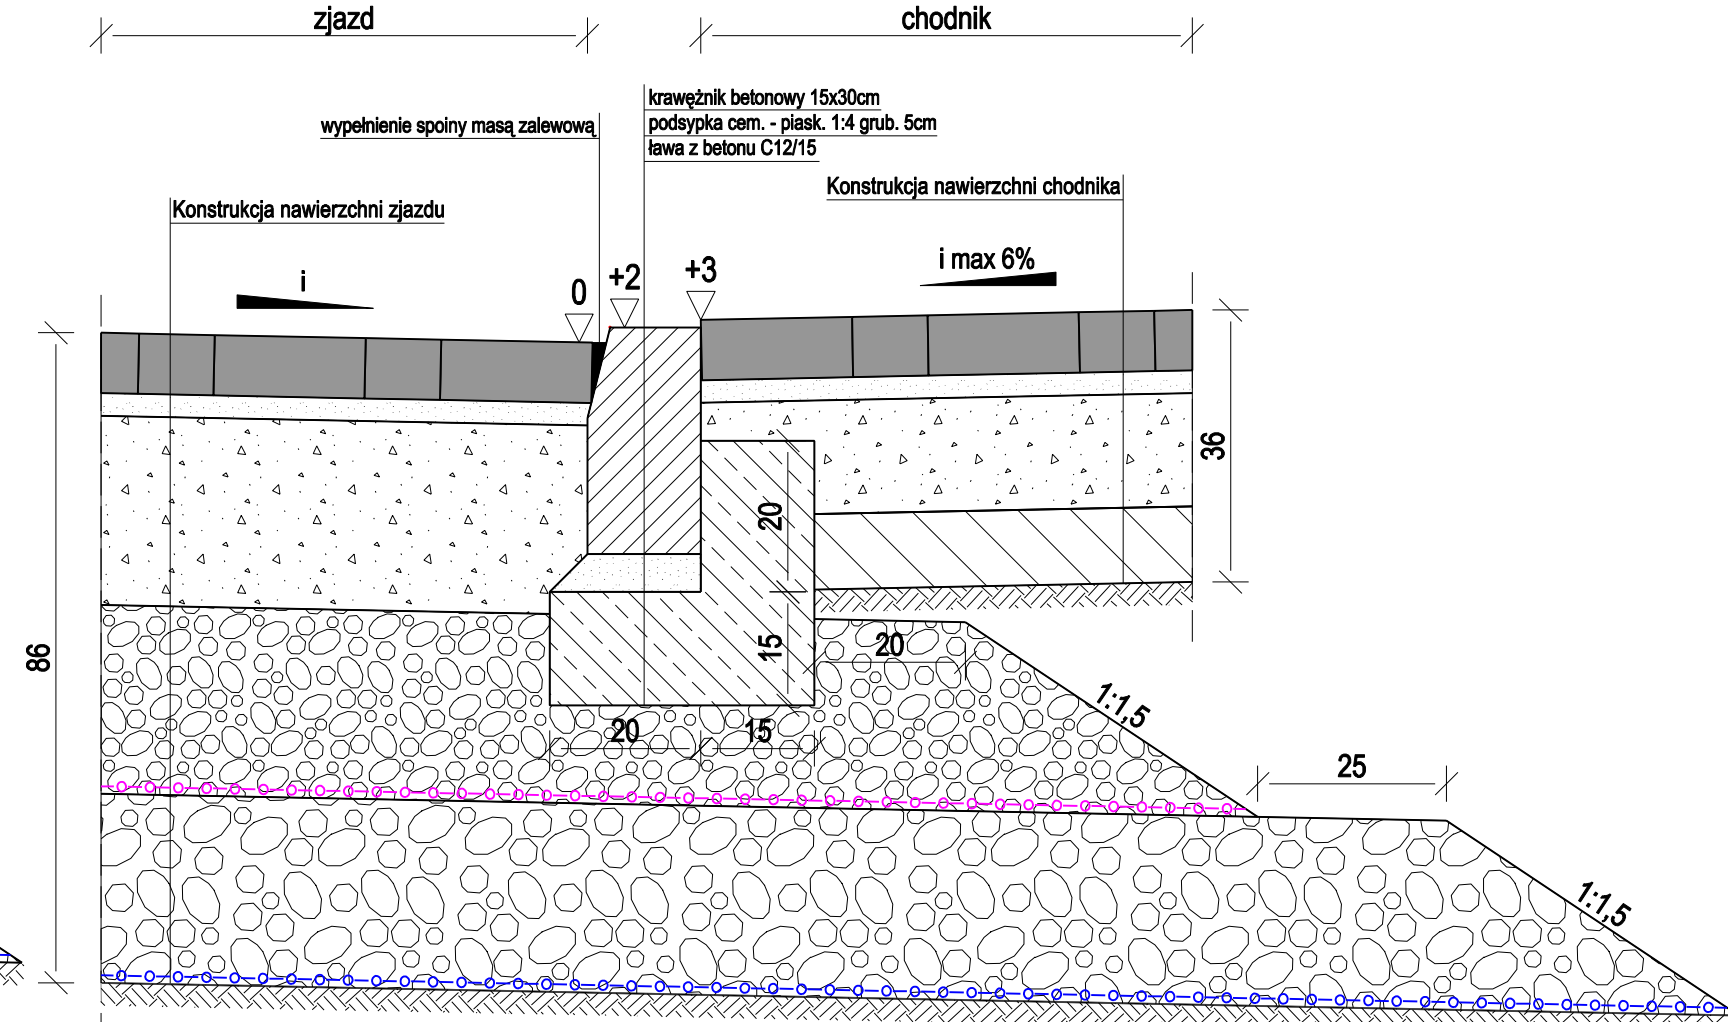 zjazd
chodnik
krawężnik betonowy 15x30cm
podsypka cem. - piask. 1:4 grub. 5cm
ława z betonu C12/15
wypełnienie spoiny masą zalewową
Konstrukcja nawierzchni chodnika
Konstrukcja nawierzchni zjazdu
i
0
+2
+3
i max 6%
36
20
86
15
20
1:1,5
20
15
25
1:1,5